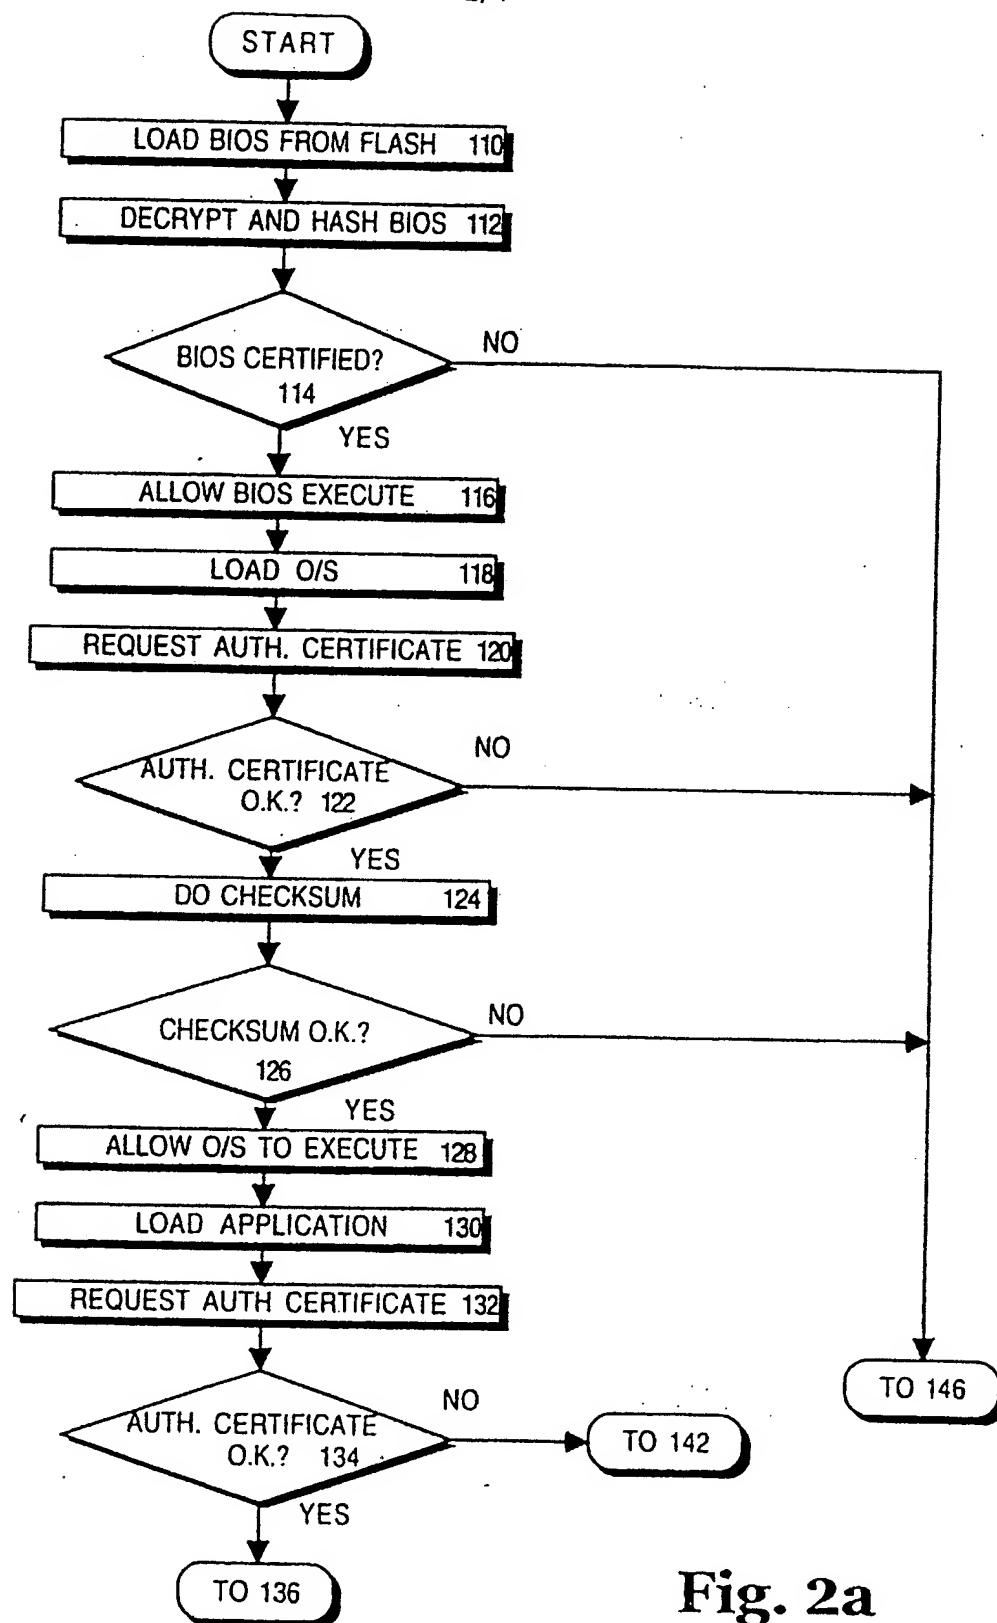 START
LOAD BIOS FROM FLASH 110
DECRYPT AND HASH BIOS 112
BIOS CERTIFIED?
114
NO
YES
ALLOW BIOS EXECUTE 116
LOAD O/S 118
REQUEST AUTH. CERTIFICATE 120
AUTH. CERTIFICATE
O.K.? 122
NO
YES
DO CHECKSUM 124
CHECKSUM O.K.?
126
NO
YES
ALLOW O/S TO EXECUTE 128
LOAD APPLICATION 130
REQUEST AUTH CERTIFICATE 132
AUTH. CERTIFICATE
O.K.? 134
NO
TO 142
TO 146
YES
TO 136
Fig. 2a